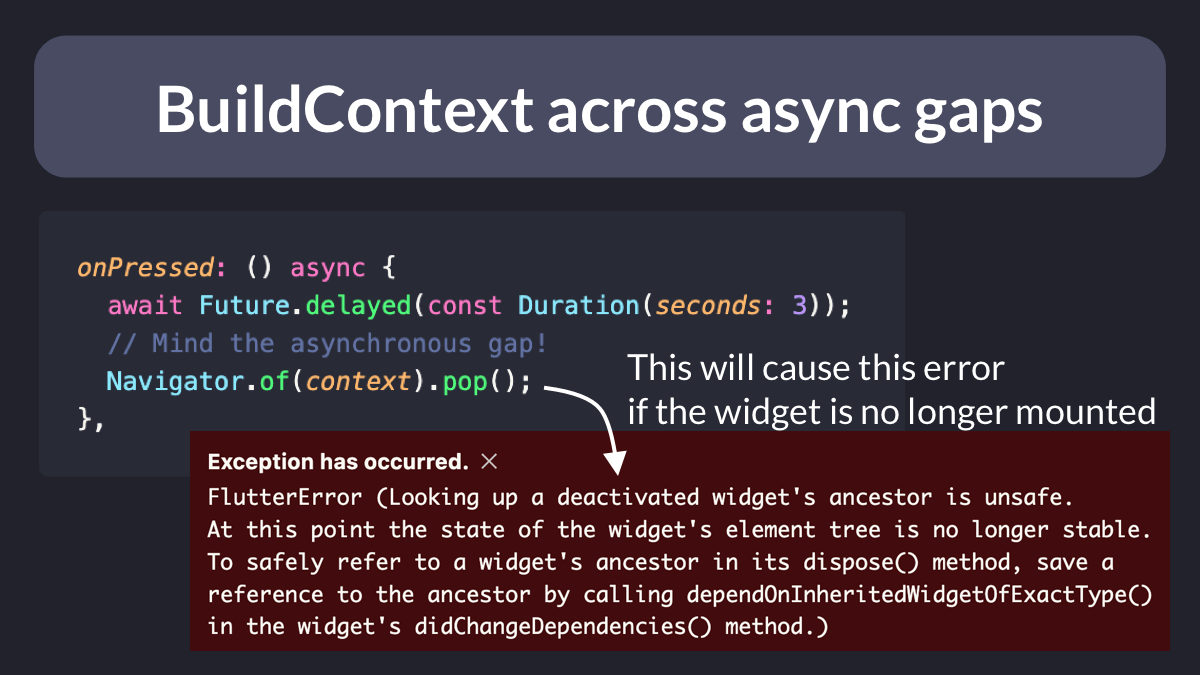 BuildContext across async gaps
onPressed: () async {
await Future.delayed(const Duration(seconds: 3));
// Mind the asynchronous gap!
Navigator.of(context).pop();
},
This will cause this error
if the widget is no longer mounted
Exception has occurred. ×
FlutterError (Looking up a deactivated widget's ancestor is unsafe.
At this point the state of the widget's element tree is no longer stable.
To safely refer to a widget's ancestor in its dispose() method, save a
reference to the ancestor by calling dependOnInheritedWidgetOfExactType()
in the widget's didChangeDependencies() method.)